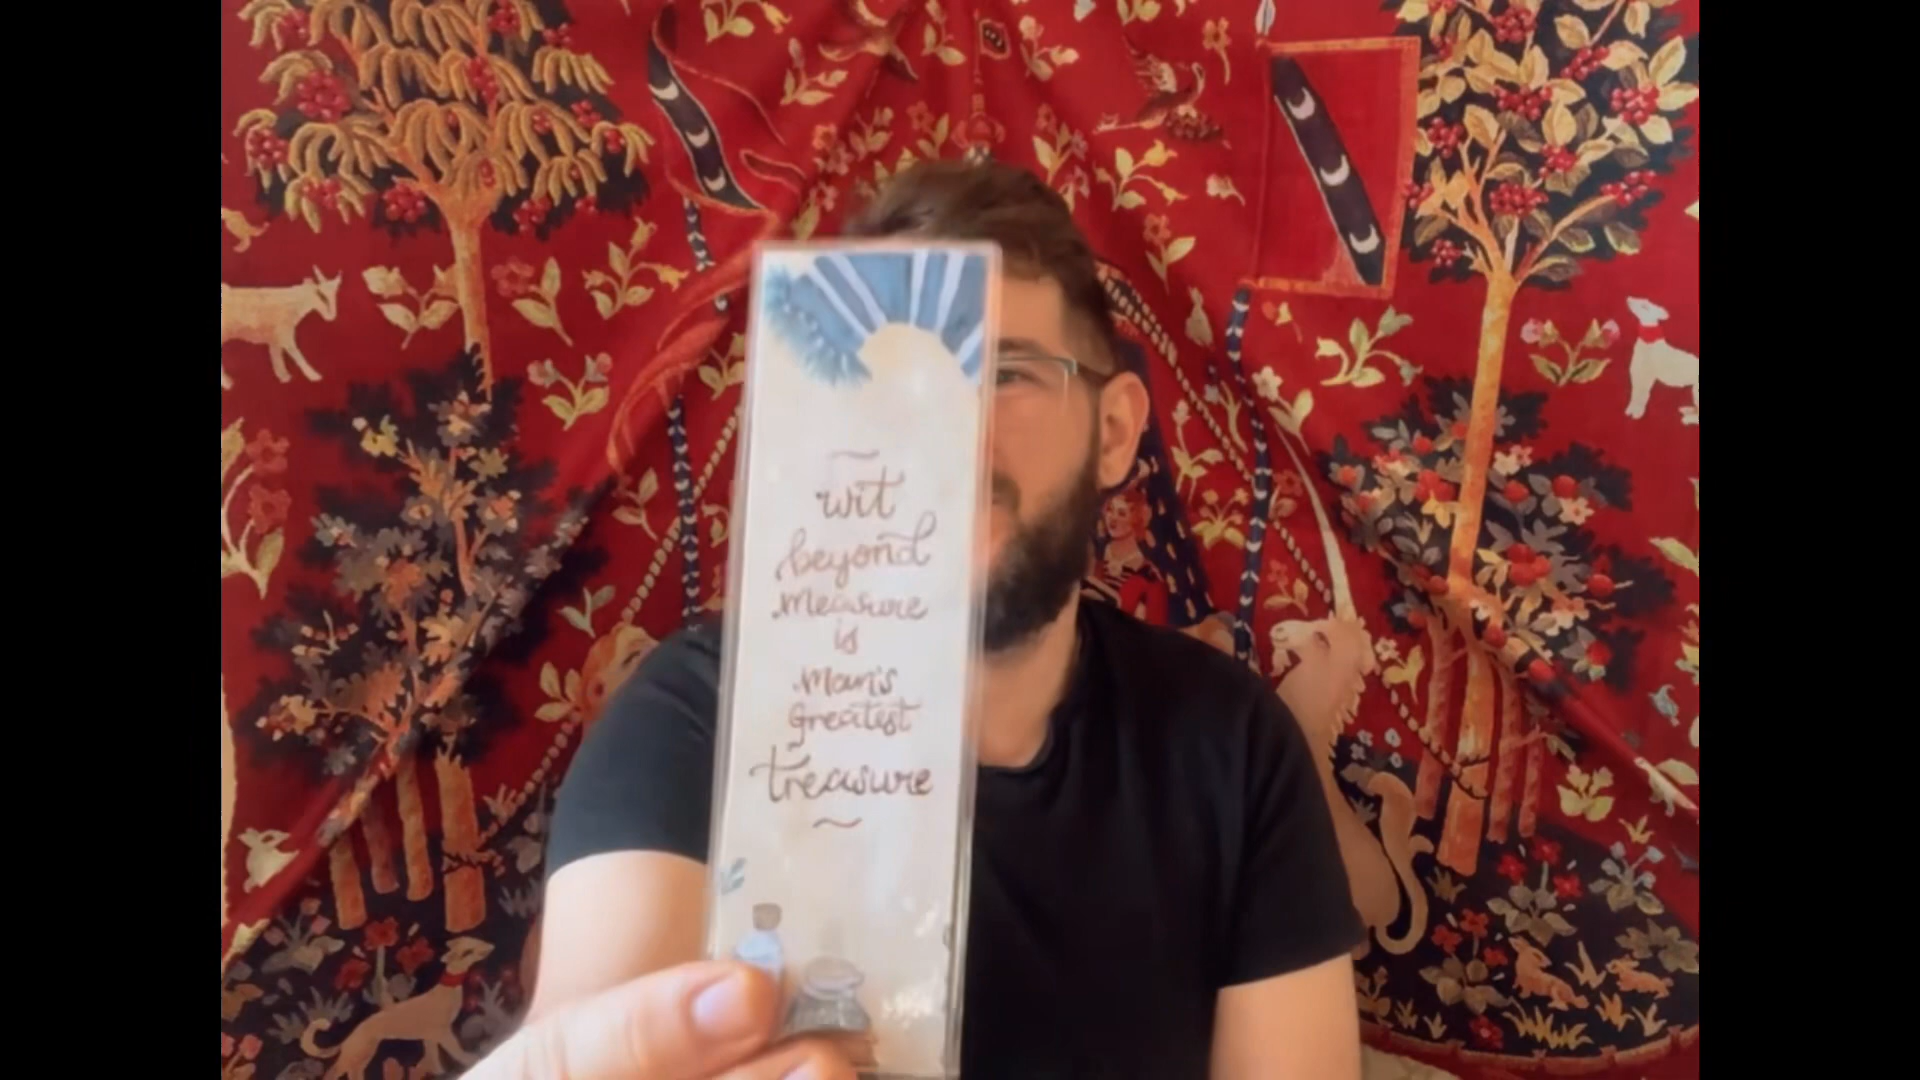 wit
beyond
measure
is
man's
greatest
treasure